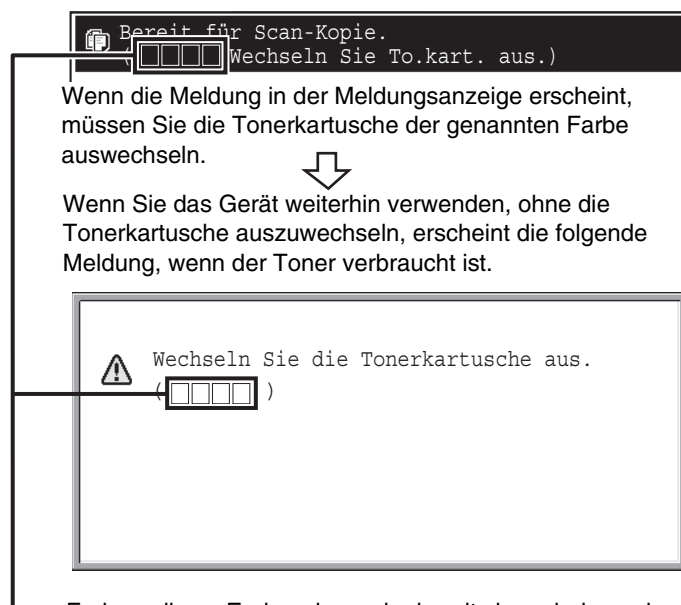 Bereit für Scan-Kopie.
(□□□□ Wechseln Sie To.kart. aus.)
Wenn die Meldung in der Meldungsanzeige erscheint,
müssen Sie die Tonerkartusche der genannten Farbe
auswechseln.
Wenn Sie das Gerät weiterhin verwenden, ohne die
Tonerkartusche auszuwechseln, erscheint die folgende
Meldung, wenn der Toner verbraucht ist.
Wechseln Sie die Tonerkartusche aus.
(□□□□)